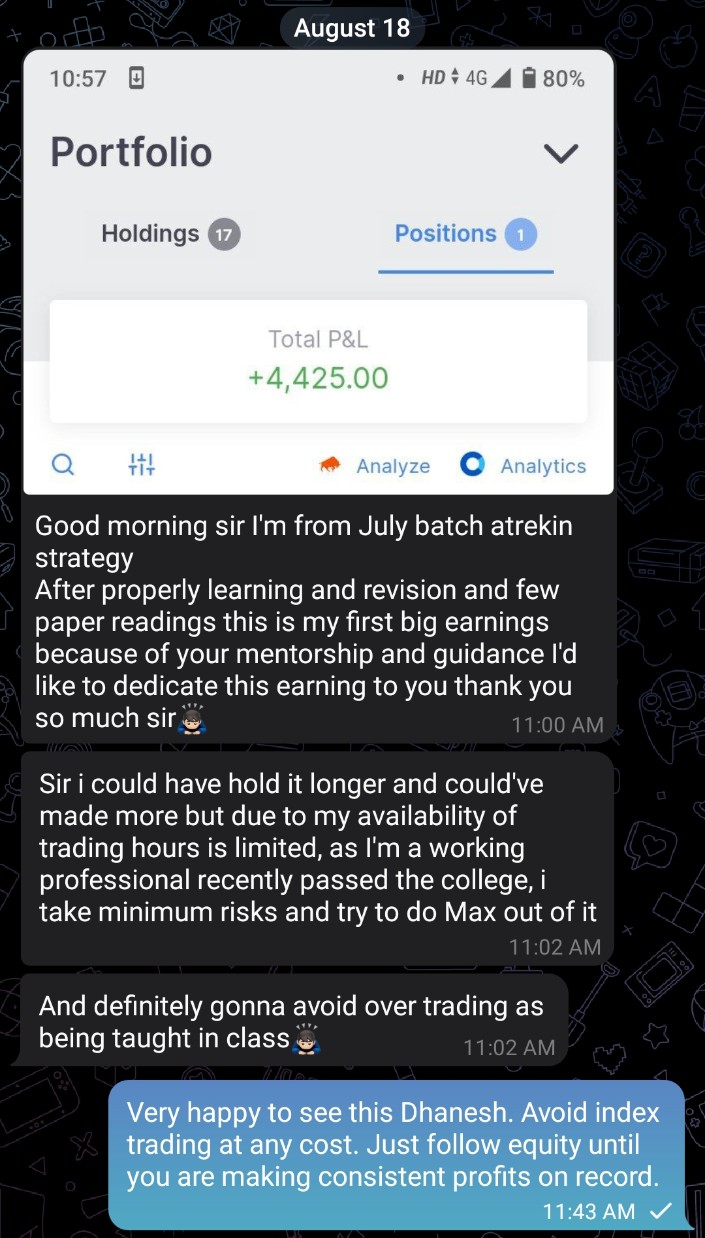 August 18
10:57 HD 4G 80%
Portfolio
Holdings 17 Positions 1
Total P&L
+4,425.00
Analyze Analytics
Good morning sir I'm from July batch atrekin
strategy
After properly learning and revision and few
paper readings this is my first big earnings
because of your mentorship and guidance I'd
like to dedicate this earning to you thank you
so much sir🙇🏻‍♂️
11:00 AM
Sir i could have hold it longer and could've
made more but due to my availability of
trading hours is limited, as I'm a working
professional recently passed the college, i
take minimum risks and try to do Max out of it
11:02 AM
And definitely gonna avoid over trading as
being taught in class🙇🏻‍♂️
11:02 AM
Very happy to see this Dhanesh. Avoid index
trading at any cost. Just follow equity until
you are making consistent profits on record.
11:43 AM